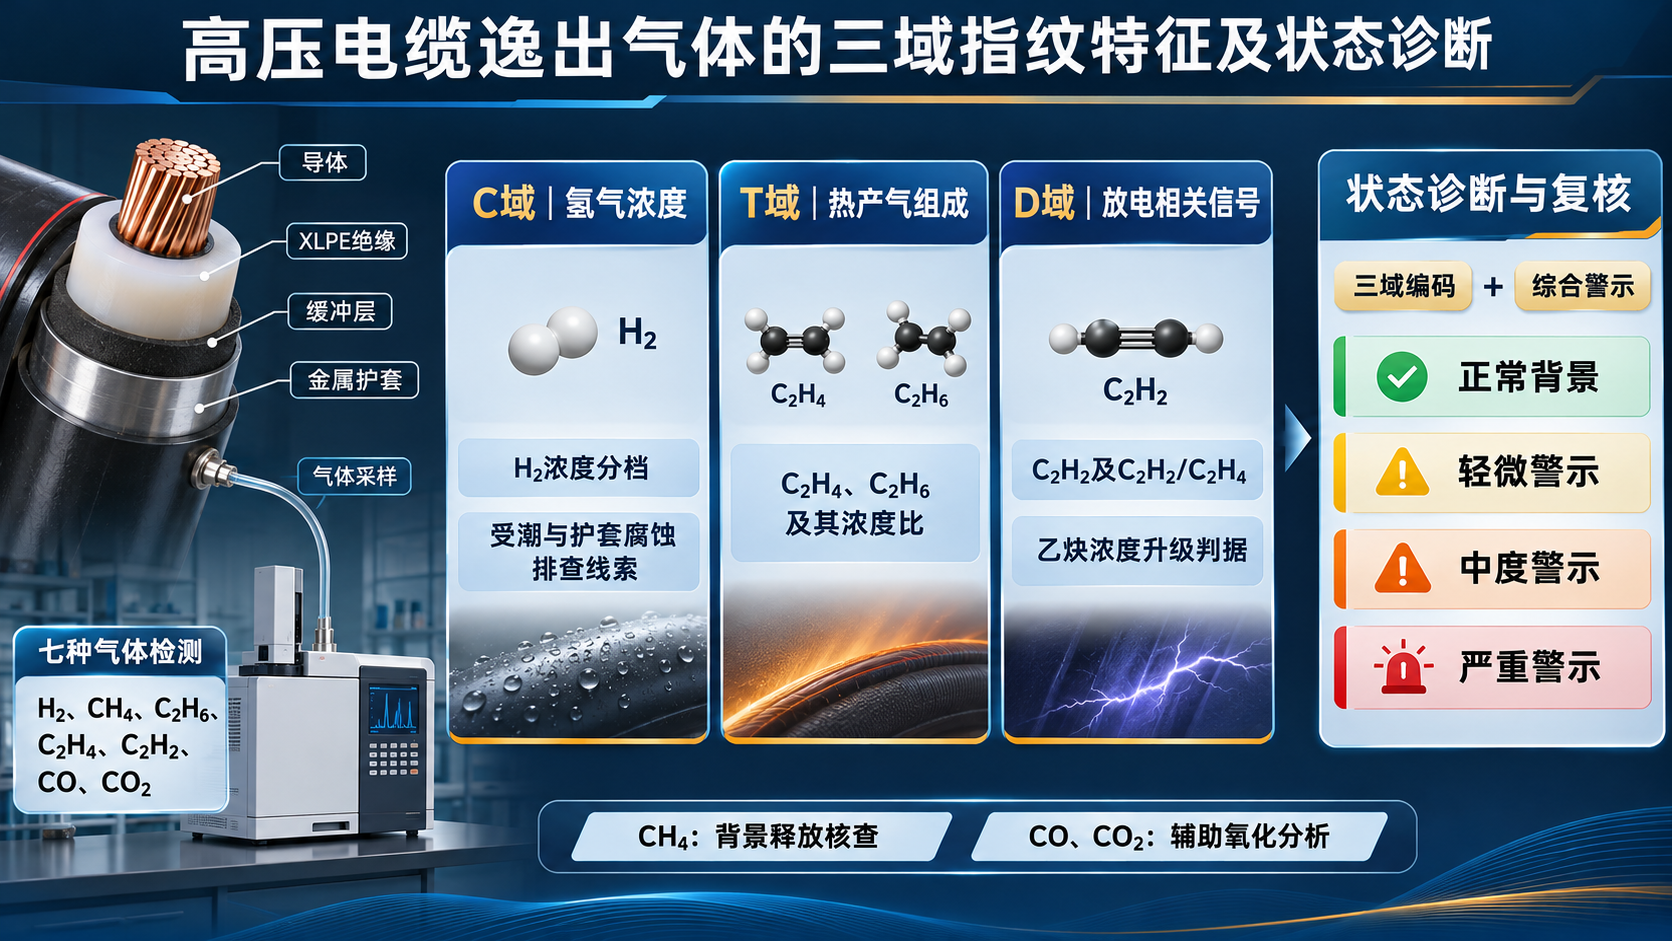 高压电缆逸出气体的三域指纹特征及状态诊断
导体
XLPE绝缘
缓冲层
金属护套
气体采样
七种气体检测
H₂、CH₄、C₂H₆、
C₂H₄、C₂H₂、
CO、CO₂
C域｜氢气浓度
H₂
H₂浓度分档
受潮与护套腐蚀
排查线索
T域｜热产气组成
C₂H₄
C₂H₆
C₂H₄、C₂H₆
及其浓度比
D域｜放电相关信号
C₂H₂
C₂H₂及C₂H₂/C₂H₄
乙炔浓度升级判据
状态诊断与复核
三域编码 + 综合警示
正常背景
轻微警示
中度警示
严重警示
CH₄：背景释放核查
CO、CO₂：辅助氧化分析